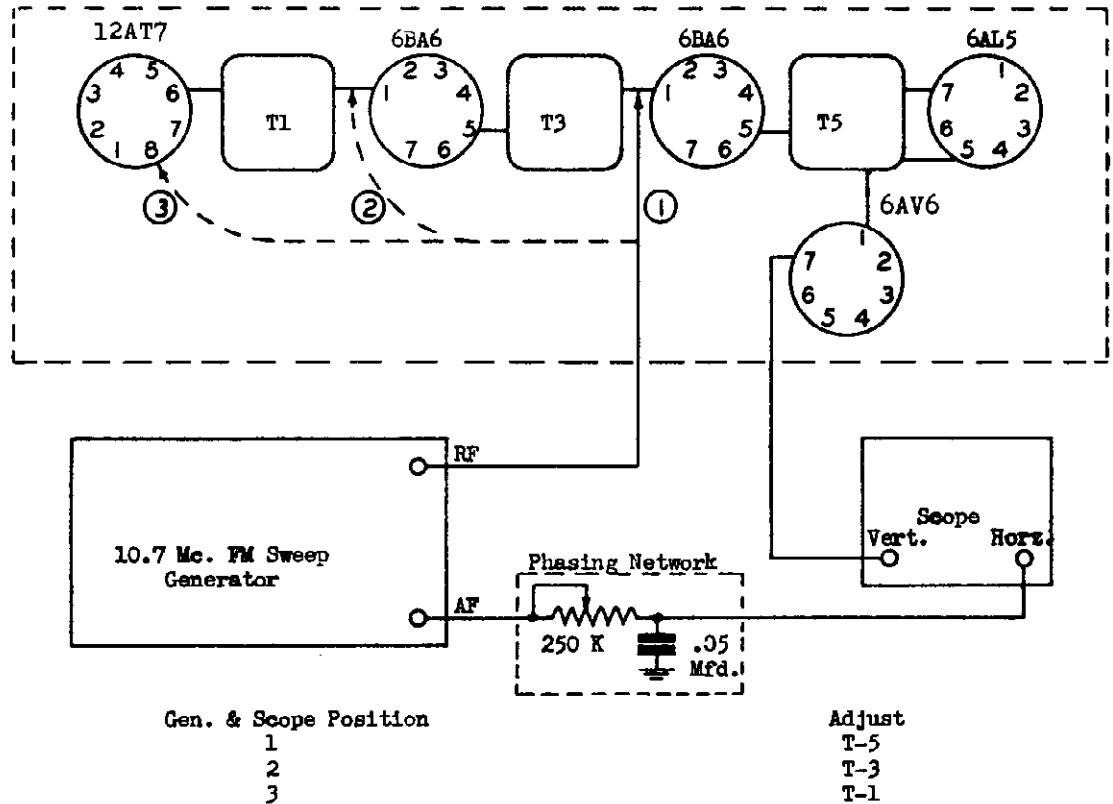 12AT7
6BA6
6BA6
6AL5
4 5
3 6
2 7
1 8
T1
2 3
1 4
5
7 6
T3
2 3
1 4
5
7 6
T5
1
7 2
6 3
5 4
3
2
1
6AV6
1
7 2
6 3
5 4
RF
10.7 Mc. FM Sweep
Generator
AF
Phasing Network
250 K
.05
Mfd.
Scope
Vert. Horz.
Gen. & Scope Position Adjust
1 T-5
2 T-3
3 T-1